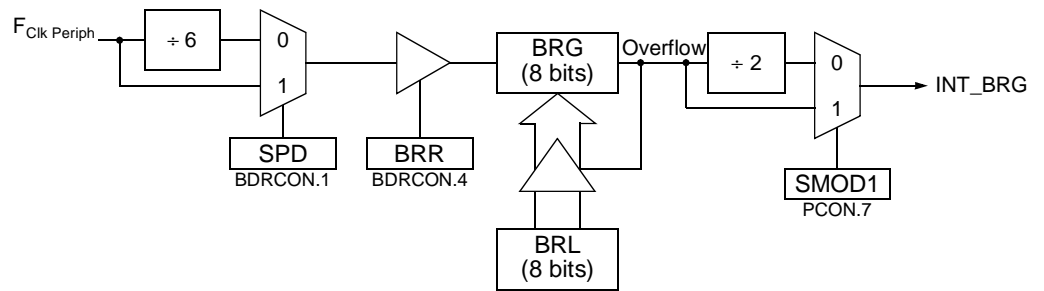 F Clk Periph
÷ 6
0
1
SPD
BDRCON.1
BRR
BDRCON.4
BRG
(8 bits)
Overflow
BRL
(8 bits)
÷ 2
0
1
SMOD1
PCON.7
INT_BRG